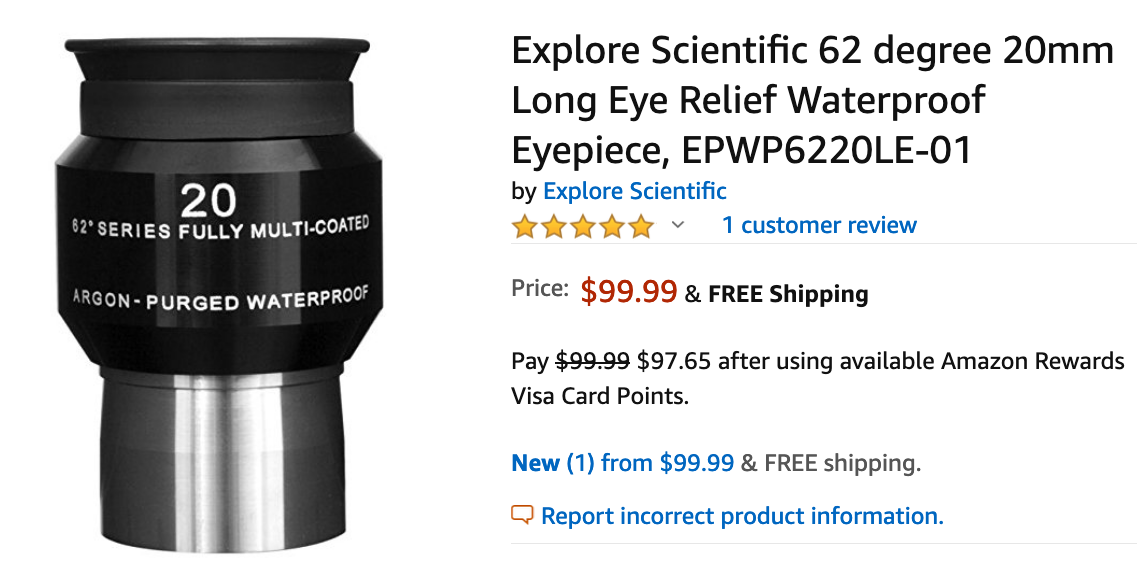 20
62° SERIES FULLY MULTI-COATED
ARGON-PURGED WATERPROOF
Explore Scientific 62 degree 20mm
Long Eye Relief Waterproof
Eyepiece, EPWP6220LE-01
by Explore Scientific
1 customer review
Price: $99.99 & FREE Shipping
Pay $99.99 $97.65 after using available Amazon Rewards
Visa Card Points.
New (1) from $99.99 & FREE shipping.
Report incorrect product information.